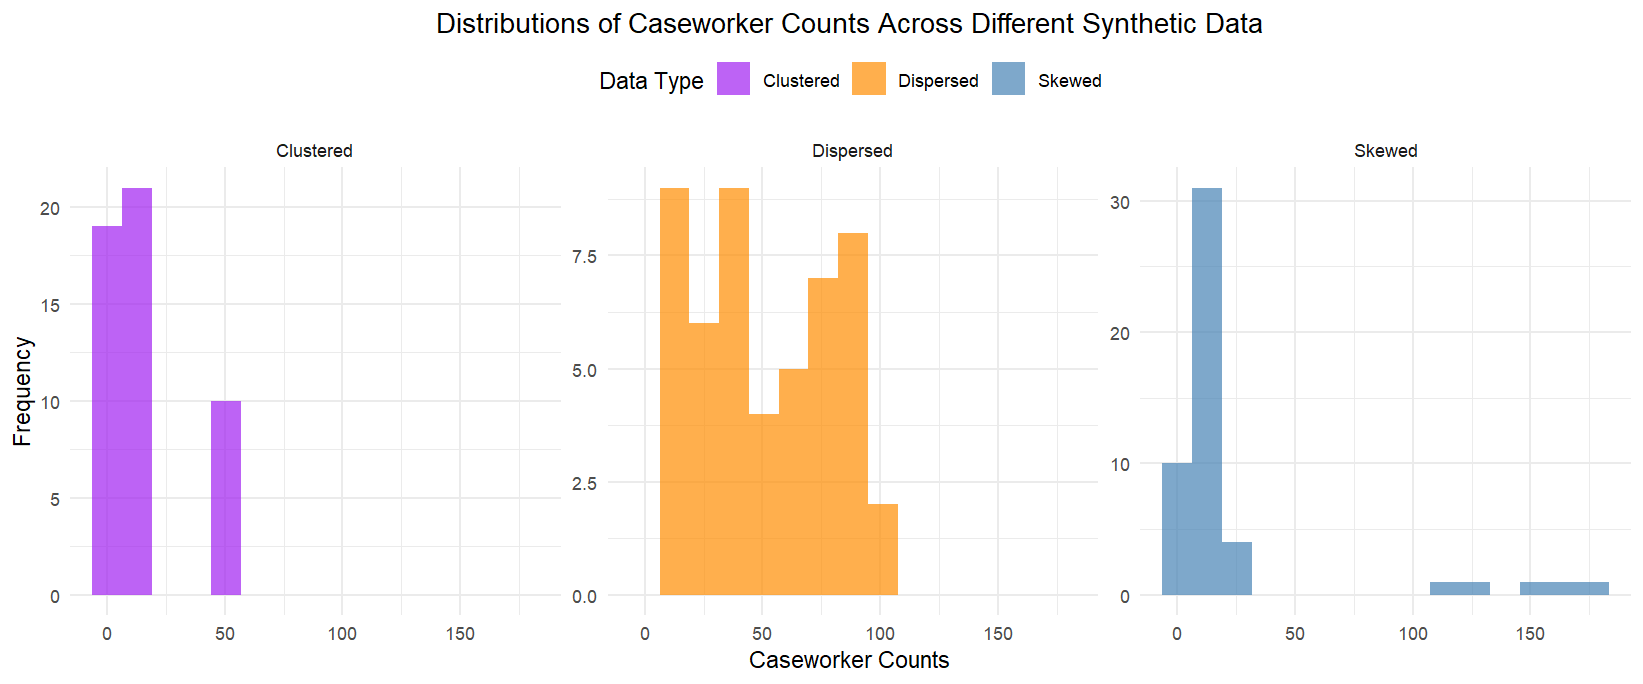 Distributions of Caseworker Counts Across Different Synthetic Data
Data Type Clustered Dispersed Skewed
Clustered
Dispersed
Skewed
Frequency
20
15
10
5
0
0 50 100 150
7.5
5.0
2.5
0.0
0 50 100 150
30
20
10
0
0 50 100 150
Caseworker Counts